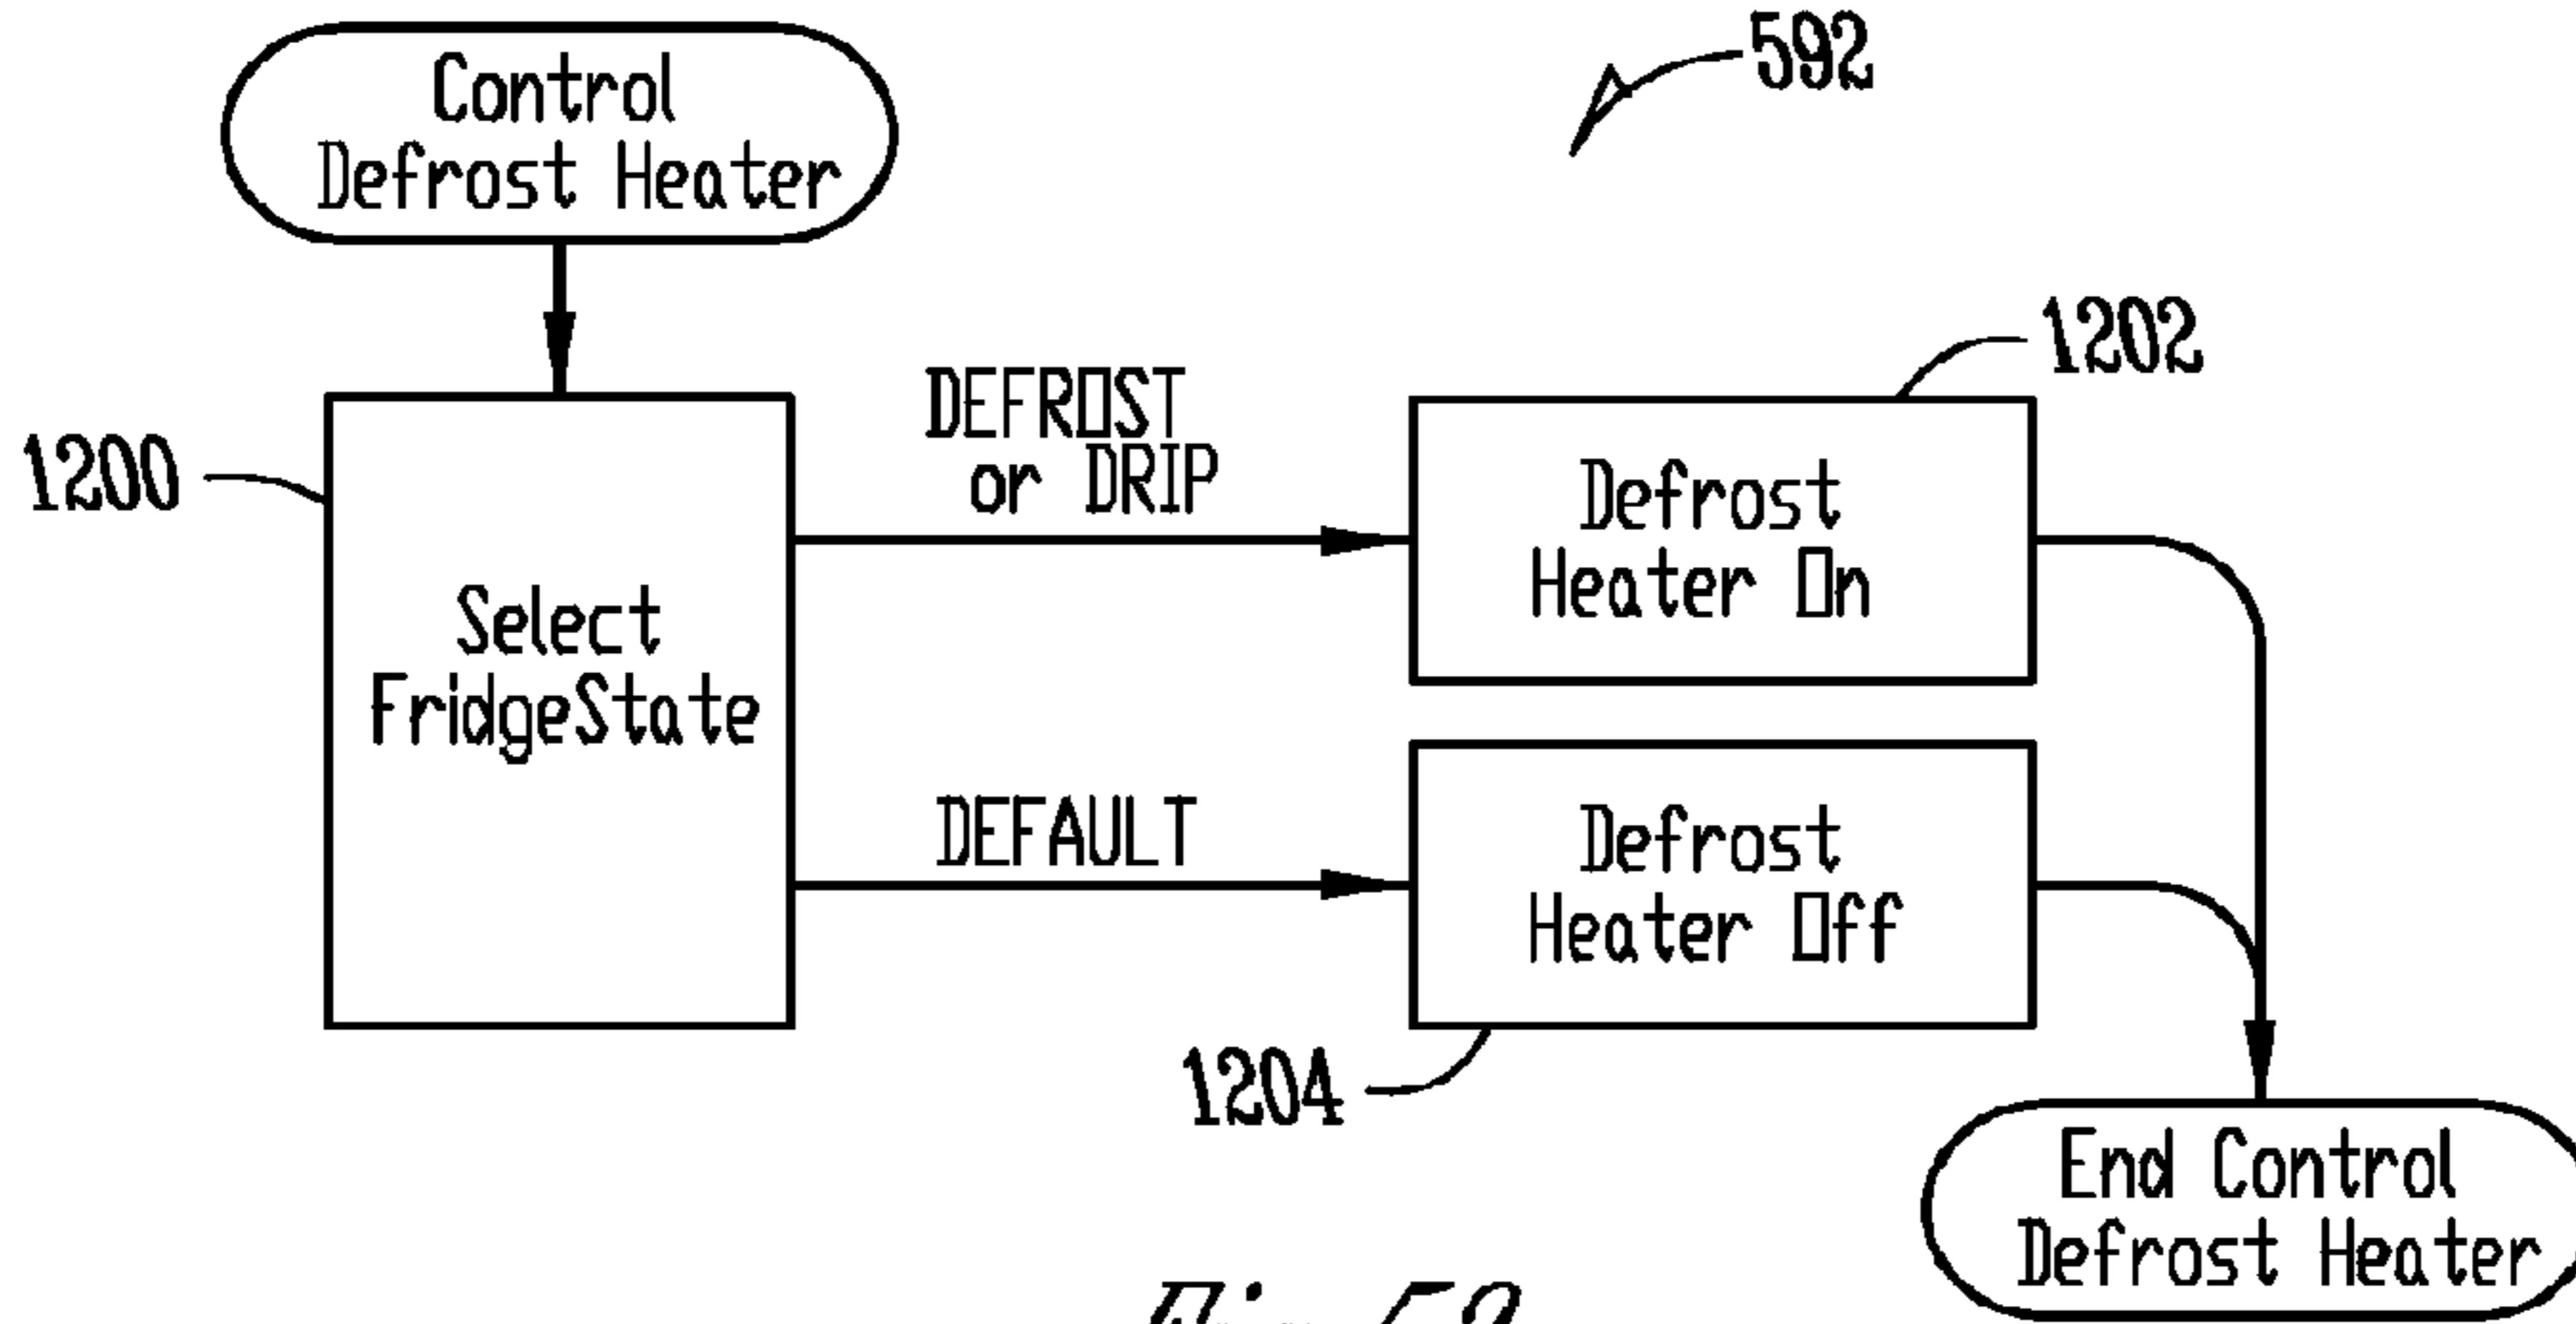 Control
Defrost Heater
592
1200
Select
FridgeState
DEFROST
or DRIP
1202
Defrost
Heater On
DEFAULT
Defrost
Heater Off
1204
End Control
Defrost Heater